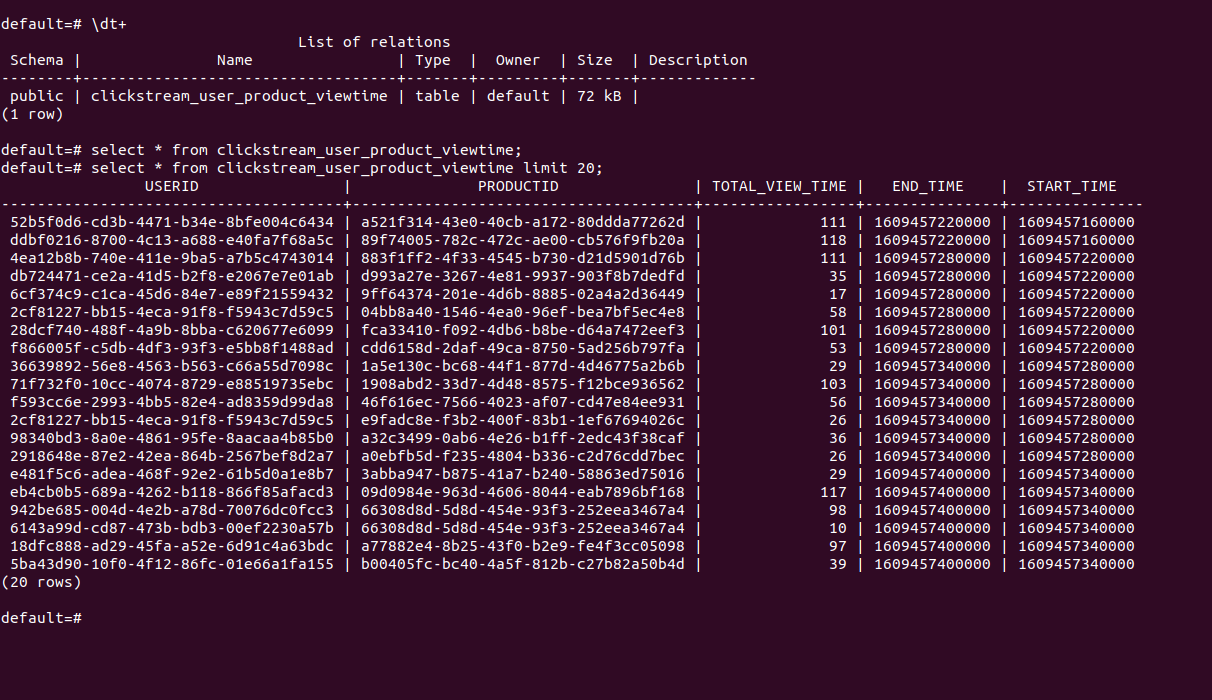 default=# \dt+
List of relations
Schema | Name | Type | Owner | Size | Description
--------+-----------------------------------+-------+---------+-------+-------------
public | clickstream_user_product_viewtime | table | default | 72 kB |
(1 row)
default=# select * from clickstream_user_product_viewtime;
default=# select * from clickstream_user_product_viewtime limit 20;
USERID | PRODUCTID | TOTAL_VIEW_TIME | END_TIME | START_TIME
--------------------------------------+--------------------------------------+-----------------+---------------+---------------
52b5f0d6-cd3b-4471-b34e-8bfe004c6434 | a521f314-43e0-40cb-a172-80ddda77262d | 111 | 1609457220000 | 1609457160000
ddbf0216-8700-4c13-a688-e40fa7f68a5c | 89f74005-782c-472c-ae00-cb576f9fb20a | 118 | 1609457220000 | 1609457160000
4ea12b8b-740e-411e-9ba5-a7b5c4743014 | 883f1ff2-4f33-4545-b730-d21d5901d76b | 111 | 1609457280000 | 1609457220000
db724471-ce2a-41d5-b2f8-e2067e7e01ab | d993a27e-3267-4e81-9937-903f8b7dedfd | 35 | 1609457280000 | 1609457220000
6cf374c9-c1ca-45d6-84e7-e89f21559432 | 9ff64374-201e-4d6b-8885-02a4a2d36449 | 17 | 1609457280000 | 1609457220000
2cf81227-bb15-4eca-91f8-f5943c7d59c5 | 04bb8a40-1546-4ea0-96ef-bea7bf5ec4e8 | 58 | 1609457280000 | 1609457220000
28dcf740-488f-4a9b-8bba-c620677e6099 | fca33410-f092-4db6-b8be-d64a7472eef3 | 101 | 1609457280000 | 1609457220000
f866005f-c5db-4df3-93f3-e5bb8f1488ad | cdd6158d-2daf-49ca-8750-5ad256b797fa | 53 | 1609457280000 | 1609457220000
36639892-56e8-4563-b563-c66a55d7098c | 1a5e130c-bc68-44f1-877d-4d46775a2b6b | 29 | 1609457340000 | 1609457280000
71f732f0-10cc-4074-8729-e88519735ebc | 1908abd2-33d7-4d48-8575-f12bce936562 | 103 | 1609457340000 | 1609457280000
f593cc6e-2993-4bb5-82e4-ad8359d99da8 | 46f616ec-7566-4023-af07-cd47e84ee931 | 56 | 1609457340000 | 1609457280000
2cf81227-bb15-4eca-91f8-f5943c7d59c5 | e9fadc8e-f3b2-400f-83b1-1ef67694026c | 26 | 1609457340000 | 1609457280000
98340bd3-8a0e-4861-95fe-8aacaa4b85b0 | a32c3499-0ab6-4e26-b1ff-2edc43f38caf | 36 | 1609457340000 | 1609457280000
2918648e-87e2-42ea-864b-2567bef8d2a7 | a0ebfb5d-f235-4804-b336-c2d76cdd7bec | 26 | 1609457340000 | 1609457280000
e481f5c6-adea-468f-92e2-61b5d0a1e8b7 | 3abba947-b875-41a7-b240-58863ed75016 | 29 | 1609457400000 | 1609457340000
eb4cb0b5-689a-4262-b118-866f85afacd3 | 09d0984e-963d-4606-8044-eab7896bf168 | 117 | 1609457400000 | 1609457340000
942be685-004d-4e2b-a78d-70076dc0fcc3 | 66308d8d-5d8d-454e-93f3-252eea3467a4 | 98 | 1609457400000 | 1609457340000
6143a99d-cd87-473b-bdb3-00ef2230a57b | 66308d8d-5d8d-454e-93f3-252eea3467a4 | 10 | 1609457400000 | 1609457340000
18dfc888-ad29-45fa-a52e-6d91c4a63bdc | a77882e4-8b25-43f0-b2e9-fe4f3cc05098 | 97 | 1609457400000 | 1609457340000
5ba43d90-10f0-4f12-86fc-01e66a1fa155 | b00405fc-bc40-4a5f-812b-c27b82a50b4d | 39 | 1609457400000 | 1609457340000
(20 rows)
default=#